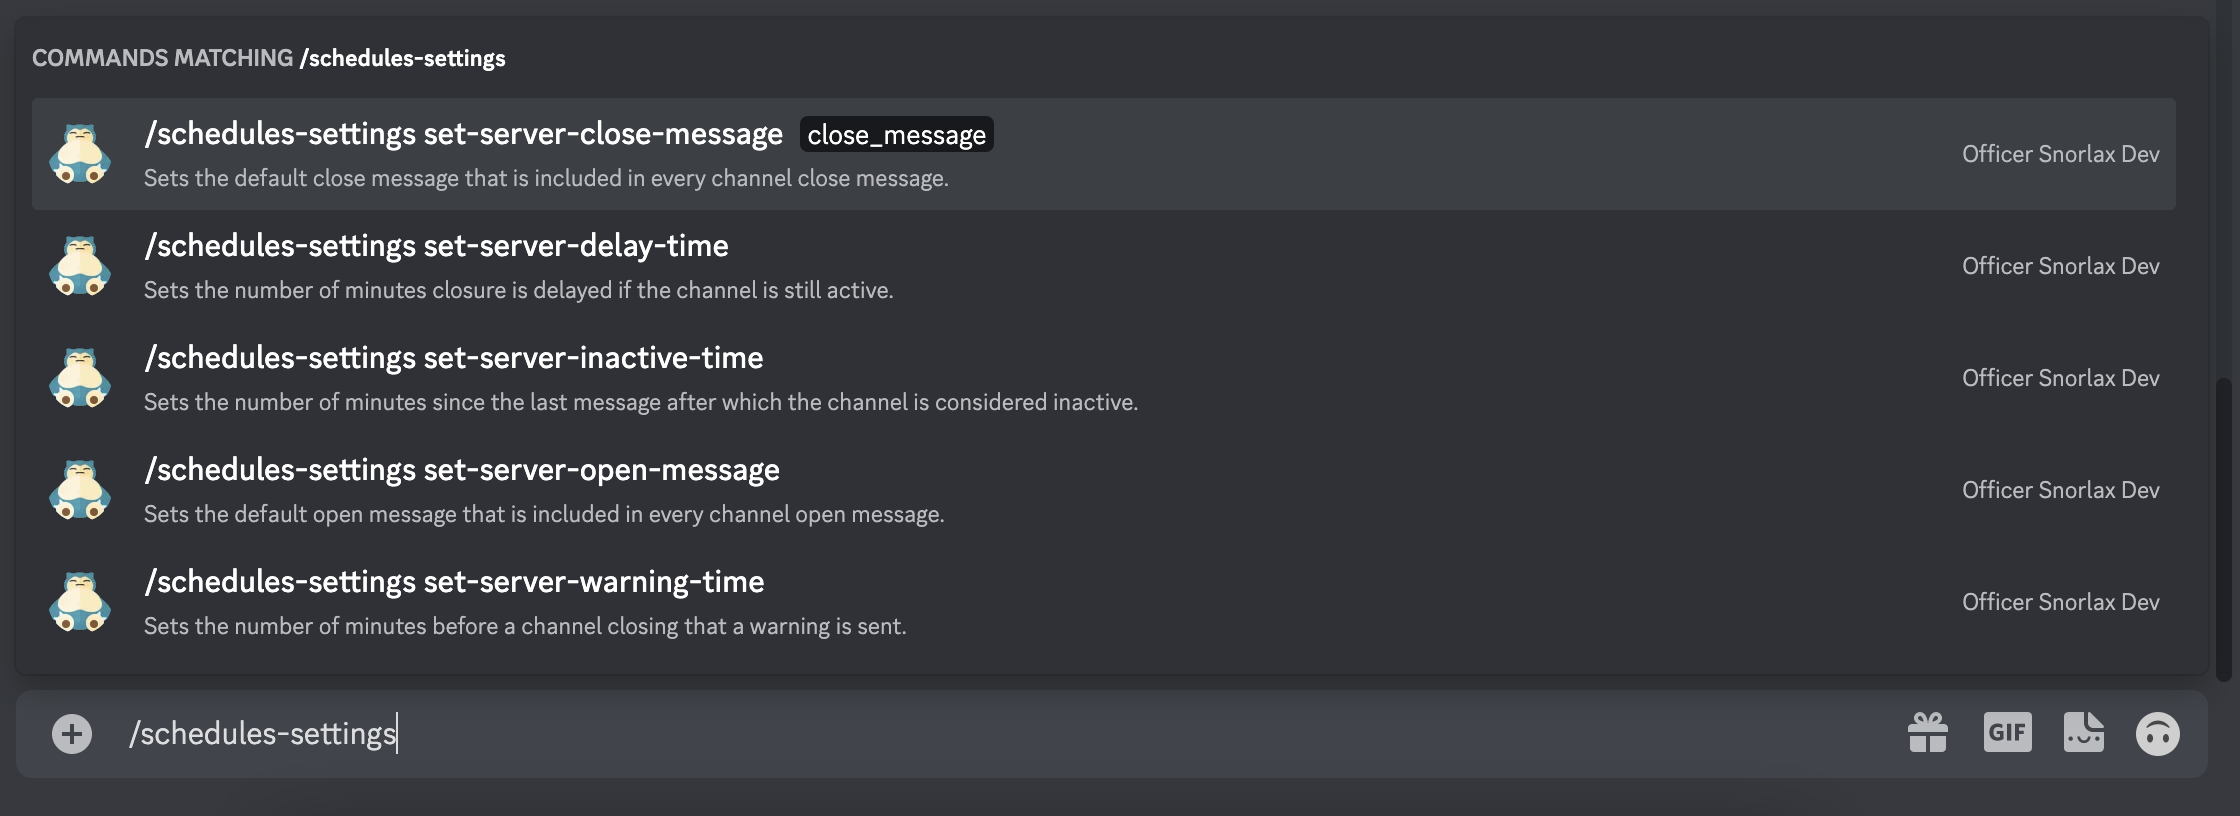 COMMANDS MATCHING /schedules-settings
/schedules-settings set-server-close-message close_message
Sets the default close message that is included in every channel close message.
Officer Snorlax Dev
/schedules-settings set-server-delay-time
Sets the number of minutes closure is delayed if the channel is still active.
Officer Snorlax Dev
/schedules-settings set-server-inactive-time
Sets the number of minutes since the last message after which the channel is considered inactive.
Officer Snorlax Dev
/schedules-settings set-server-open-message
Sets the default open message that is included in every channel open message.
Officer Snorlax Dev
/schedules-settings set-server-warning-time
Sets the number of minutes before a channel closing that a warning is sent.
Officer Snorlax Dev
/schedules-settings
GIF